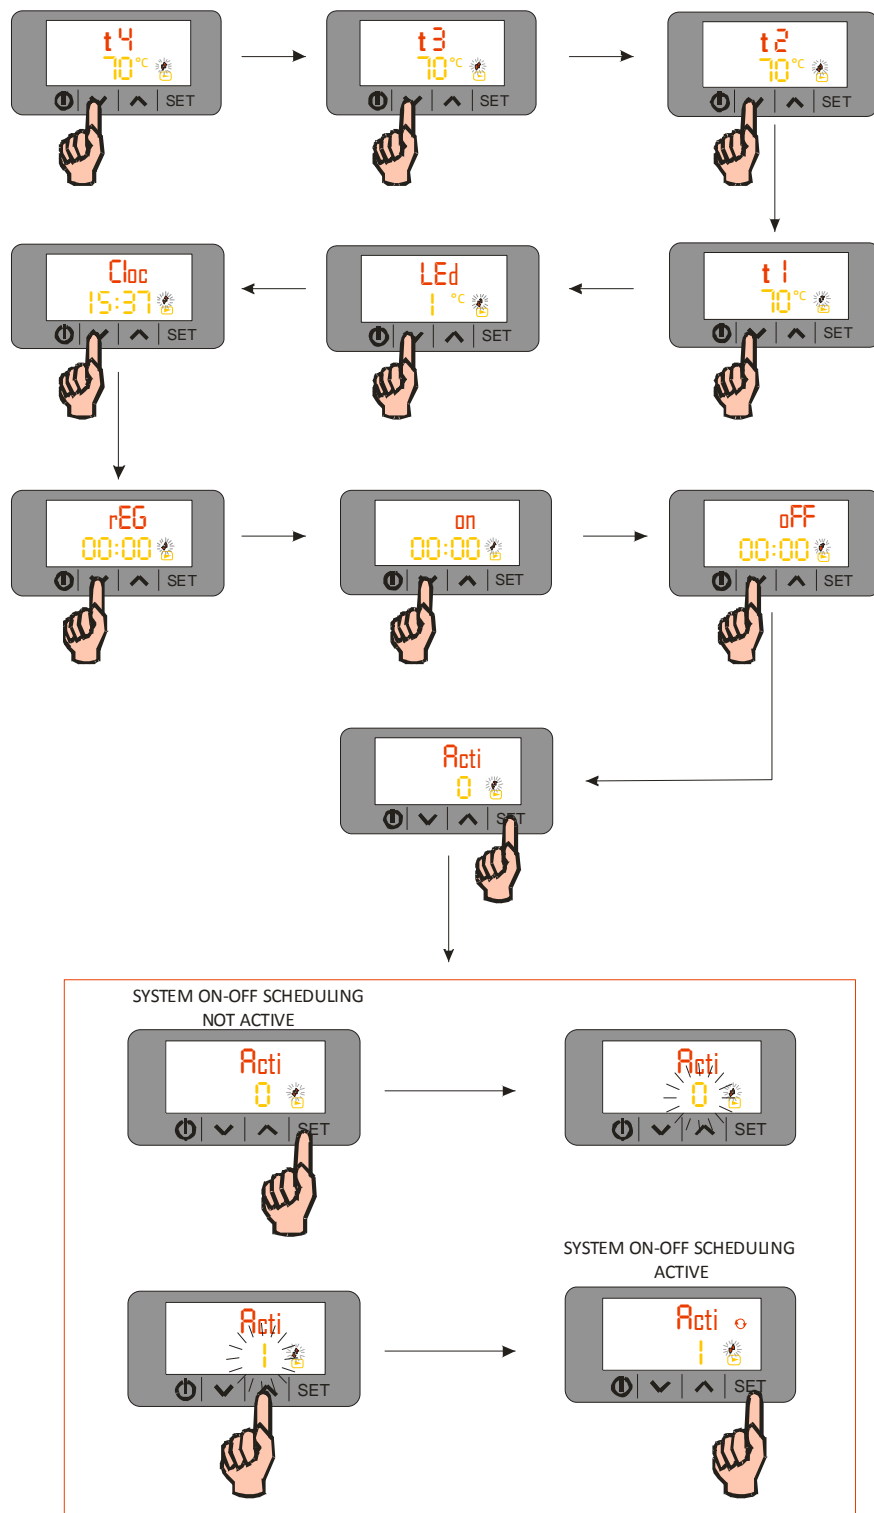 t4
70°C
SET
t3
70°C
SET
t2
70°C
SET
Cloc
15:37
SET
LEd
1 °C
SET
t1
70°C
SET
rEG
00:00
SET
on
00:00
SET
oFF
00:00
SET
Acti
0
SET
SYSTEM ON-OFF SCHEDULING
NOT ACTIVE
Acti
0
SET
Acti
0
SET
SYSTEM ON-OFF SCHEDULING
ACTIVE
Acti
1
SET
Acti
1
SET